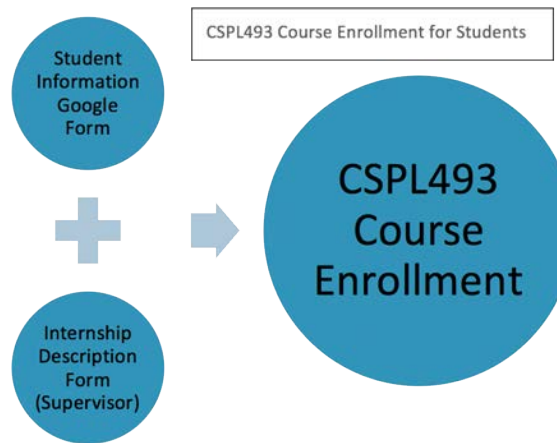 CSPL493 Course Enrollment for Students
Student
Information
Google
Form
CSPL493
Course
Enrollment
Internship
Description
Form
(Supervisor)